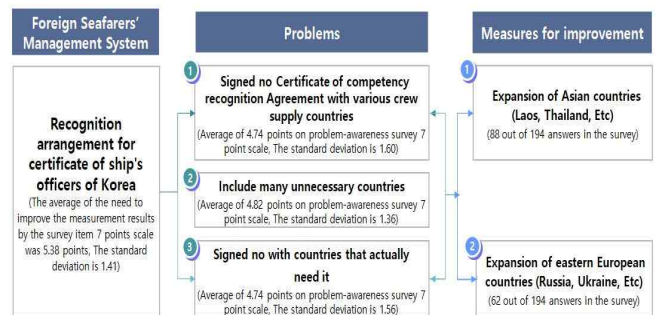 Foreign Seafarers'
Management System
Recognition
arrangement for
certificate of ship's
officers of Korea
(The average of the need to
improve the measurement results
by the survey item 7 points scale
was 5.38 points, The standard
deviation is 1.41)
Problems
1
Signed no Certificate of competency
recognition Agreement with various crew
supply countries
(Average of 4.74 points on problem-awareness survey 7
point scale, The standard deviation is 1.60)
2
Include many unnecessary countries
(Average of 4.82 points on problem-awareness survey 7
point scale, The standard deviation is 1.36)
3
Signed no with countries that actually
need it
(Average of 4.74 points on problem-awareness survey 7
point scale, The standard deviation is 1.56)
Measures for improvement
1
Expansion of Asian countries
(Laos, Thailand, Etc)
(88 out of 194 answers in the survey)
2
Expansion of eastern European
countries (Russia, Ukraine, Etc)
(62 out of 194 answers in the survey)